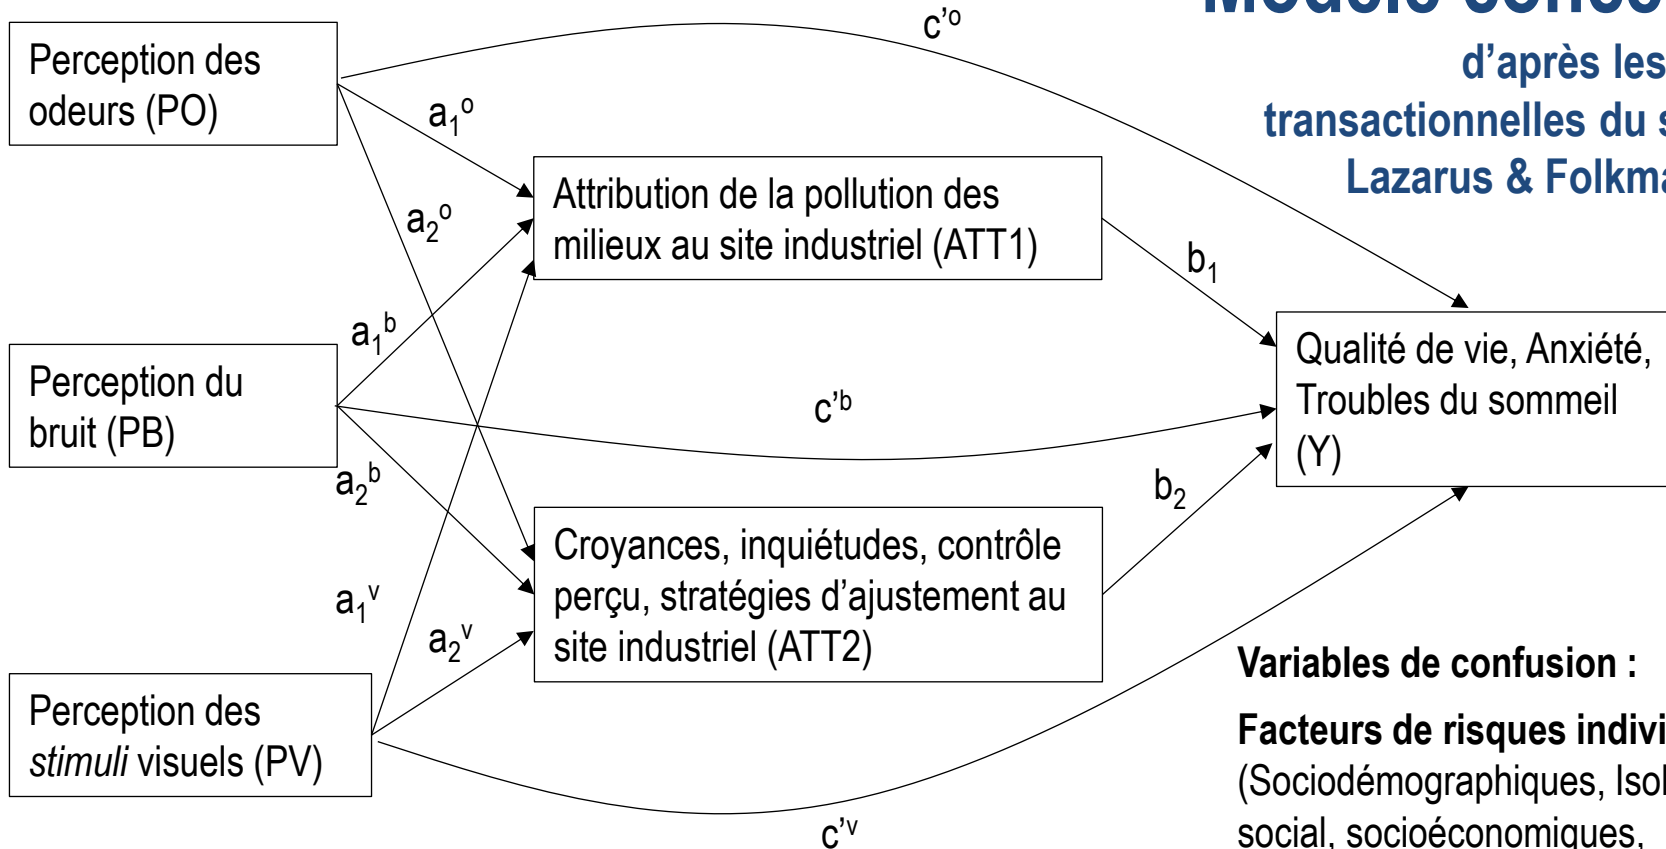 d’après les
transactionnelles du
Lazarus &
c'o
Perception des
odeurs (PO)
a₁ᵒ
a₂ᵒ
Attribution de la pollution des
milieux au site industriel (ATT1)
b₁
a₁ᵇ
Perception du
bruit (PB)
c'b
Qualité de vie, Anxiété,
Troubles du sommeil
(Y)
a₂ᵇ
b₂
Croyances, inquiétudes, contrôle
perçu, stratégies d’ajustement au
site industriel (ATT2)
a₁ᵛ
a₂ᵛ
Perception des
stimuli visuels (PV)
c'v
Variables de confusion :
Facteurs de risques
(Sociodémographiques,
social, socioéconomiques,